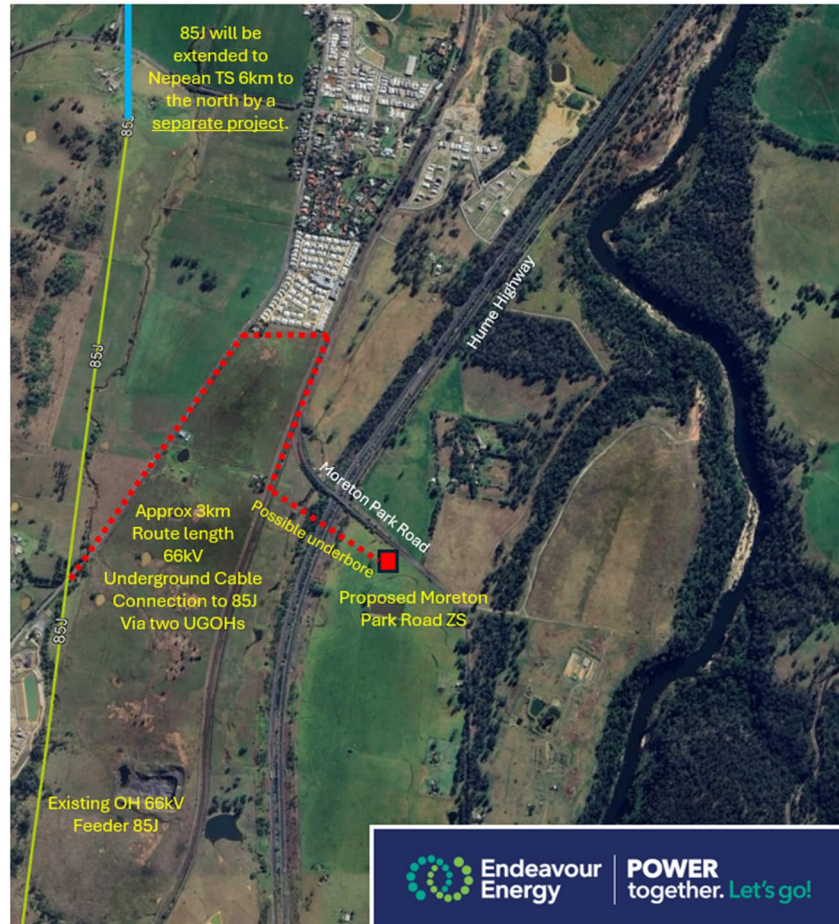 85J will be
extended to
Nepean TS 6km to
the north by a
separate project.
85J
Hume Highway
85J
Moreton Park Road
Possible underbore
Approx 3km
Route length
66kV
Underground Cable
Connection to 85J
Via two UGOHs
Proposed Moreton
Park Road ZS
85J
Existing OH 66kV
Feeder 85J
Endeavour
Energy
POWER
together. Let's go!